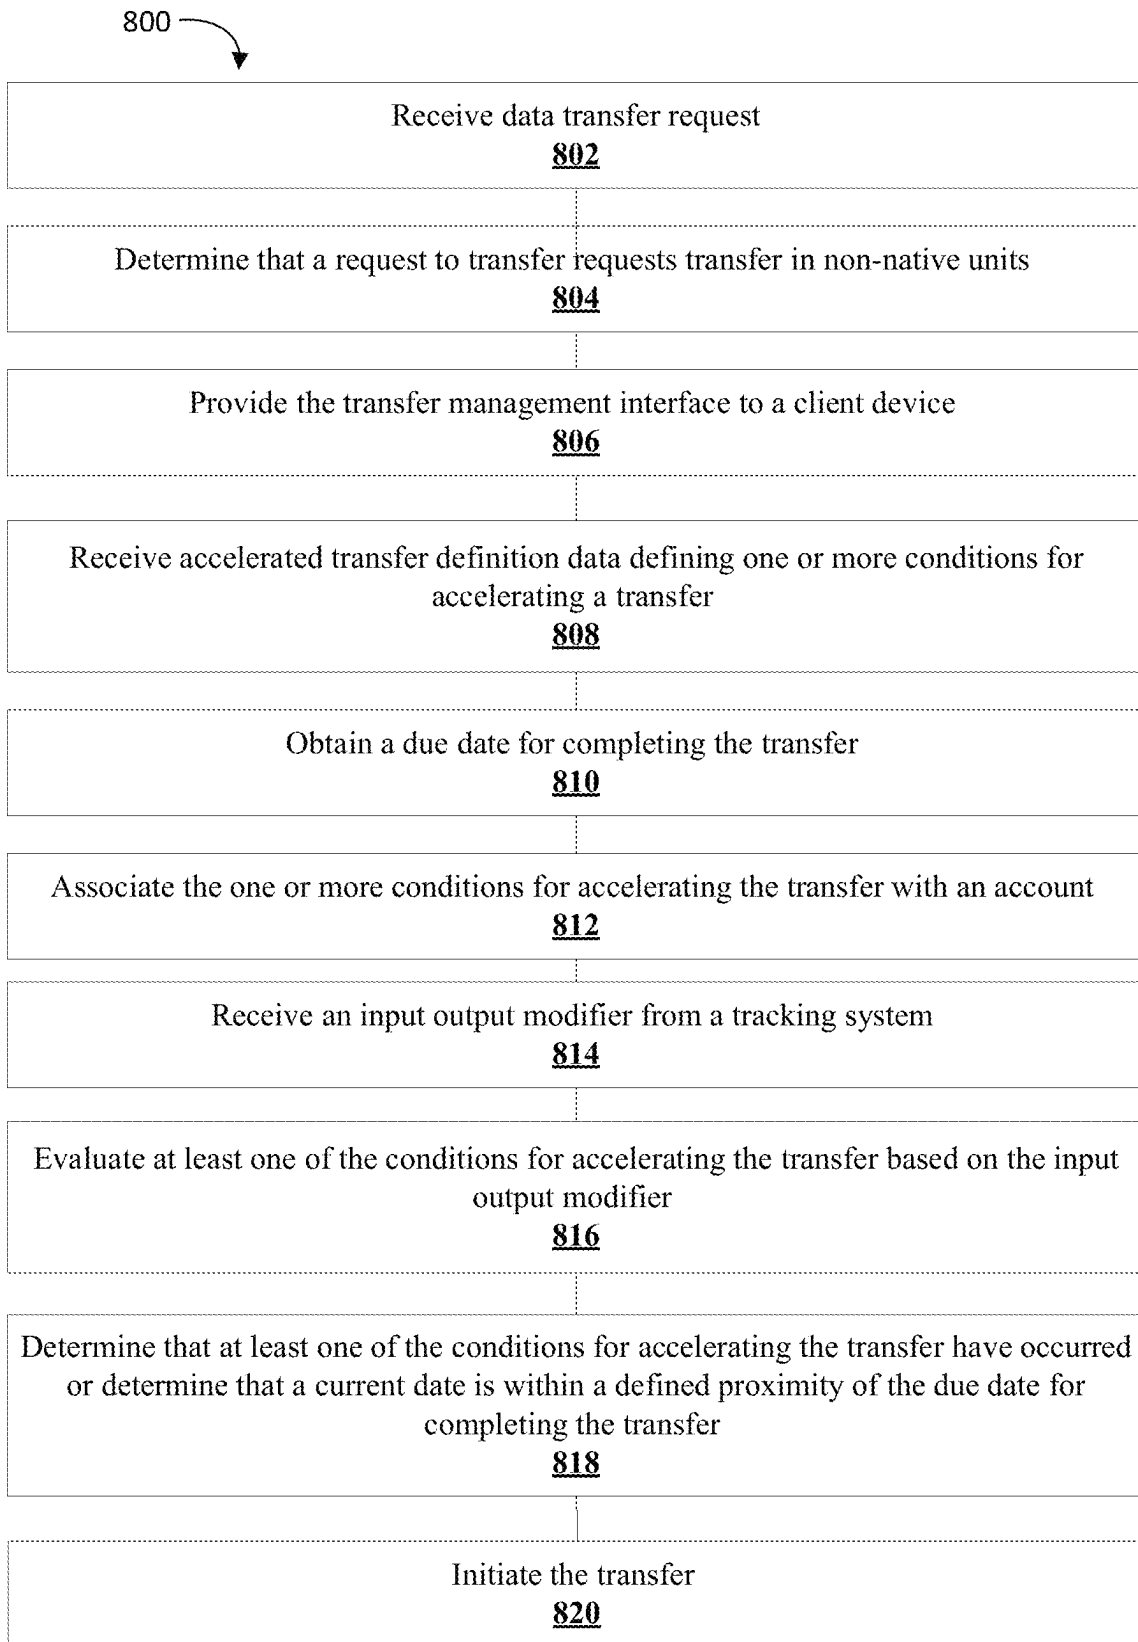 800
Receive data transfer request
802
Determine that a request to transfer requests transfer in non-native units
804
Provide the transfer management interface to a client device
806
Receive accelerated transfer definition data defining one or more conditions for
accelerating a transfer
808
Obtain a due date for completing the transfer
810
Associate the one or more conditions for accelerating the transfer with an account
812
Receive an input output modifier from a tracking system
814
Evaluate at least one of the conditions for accelerating the transfer based on the input
output modifier
816
Determine that at least one of the conditions for accelerating the transfer have occurred
or determine that a current date is within a defined proximity of the due date for
completing the transfer
818
Initiate the transfer
820